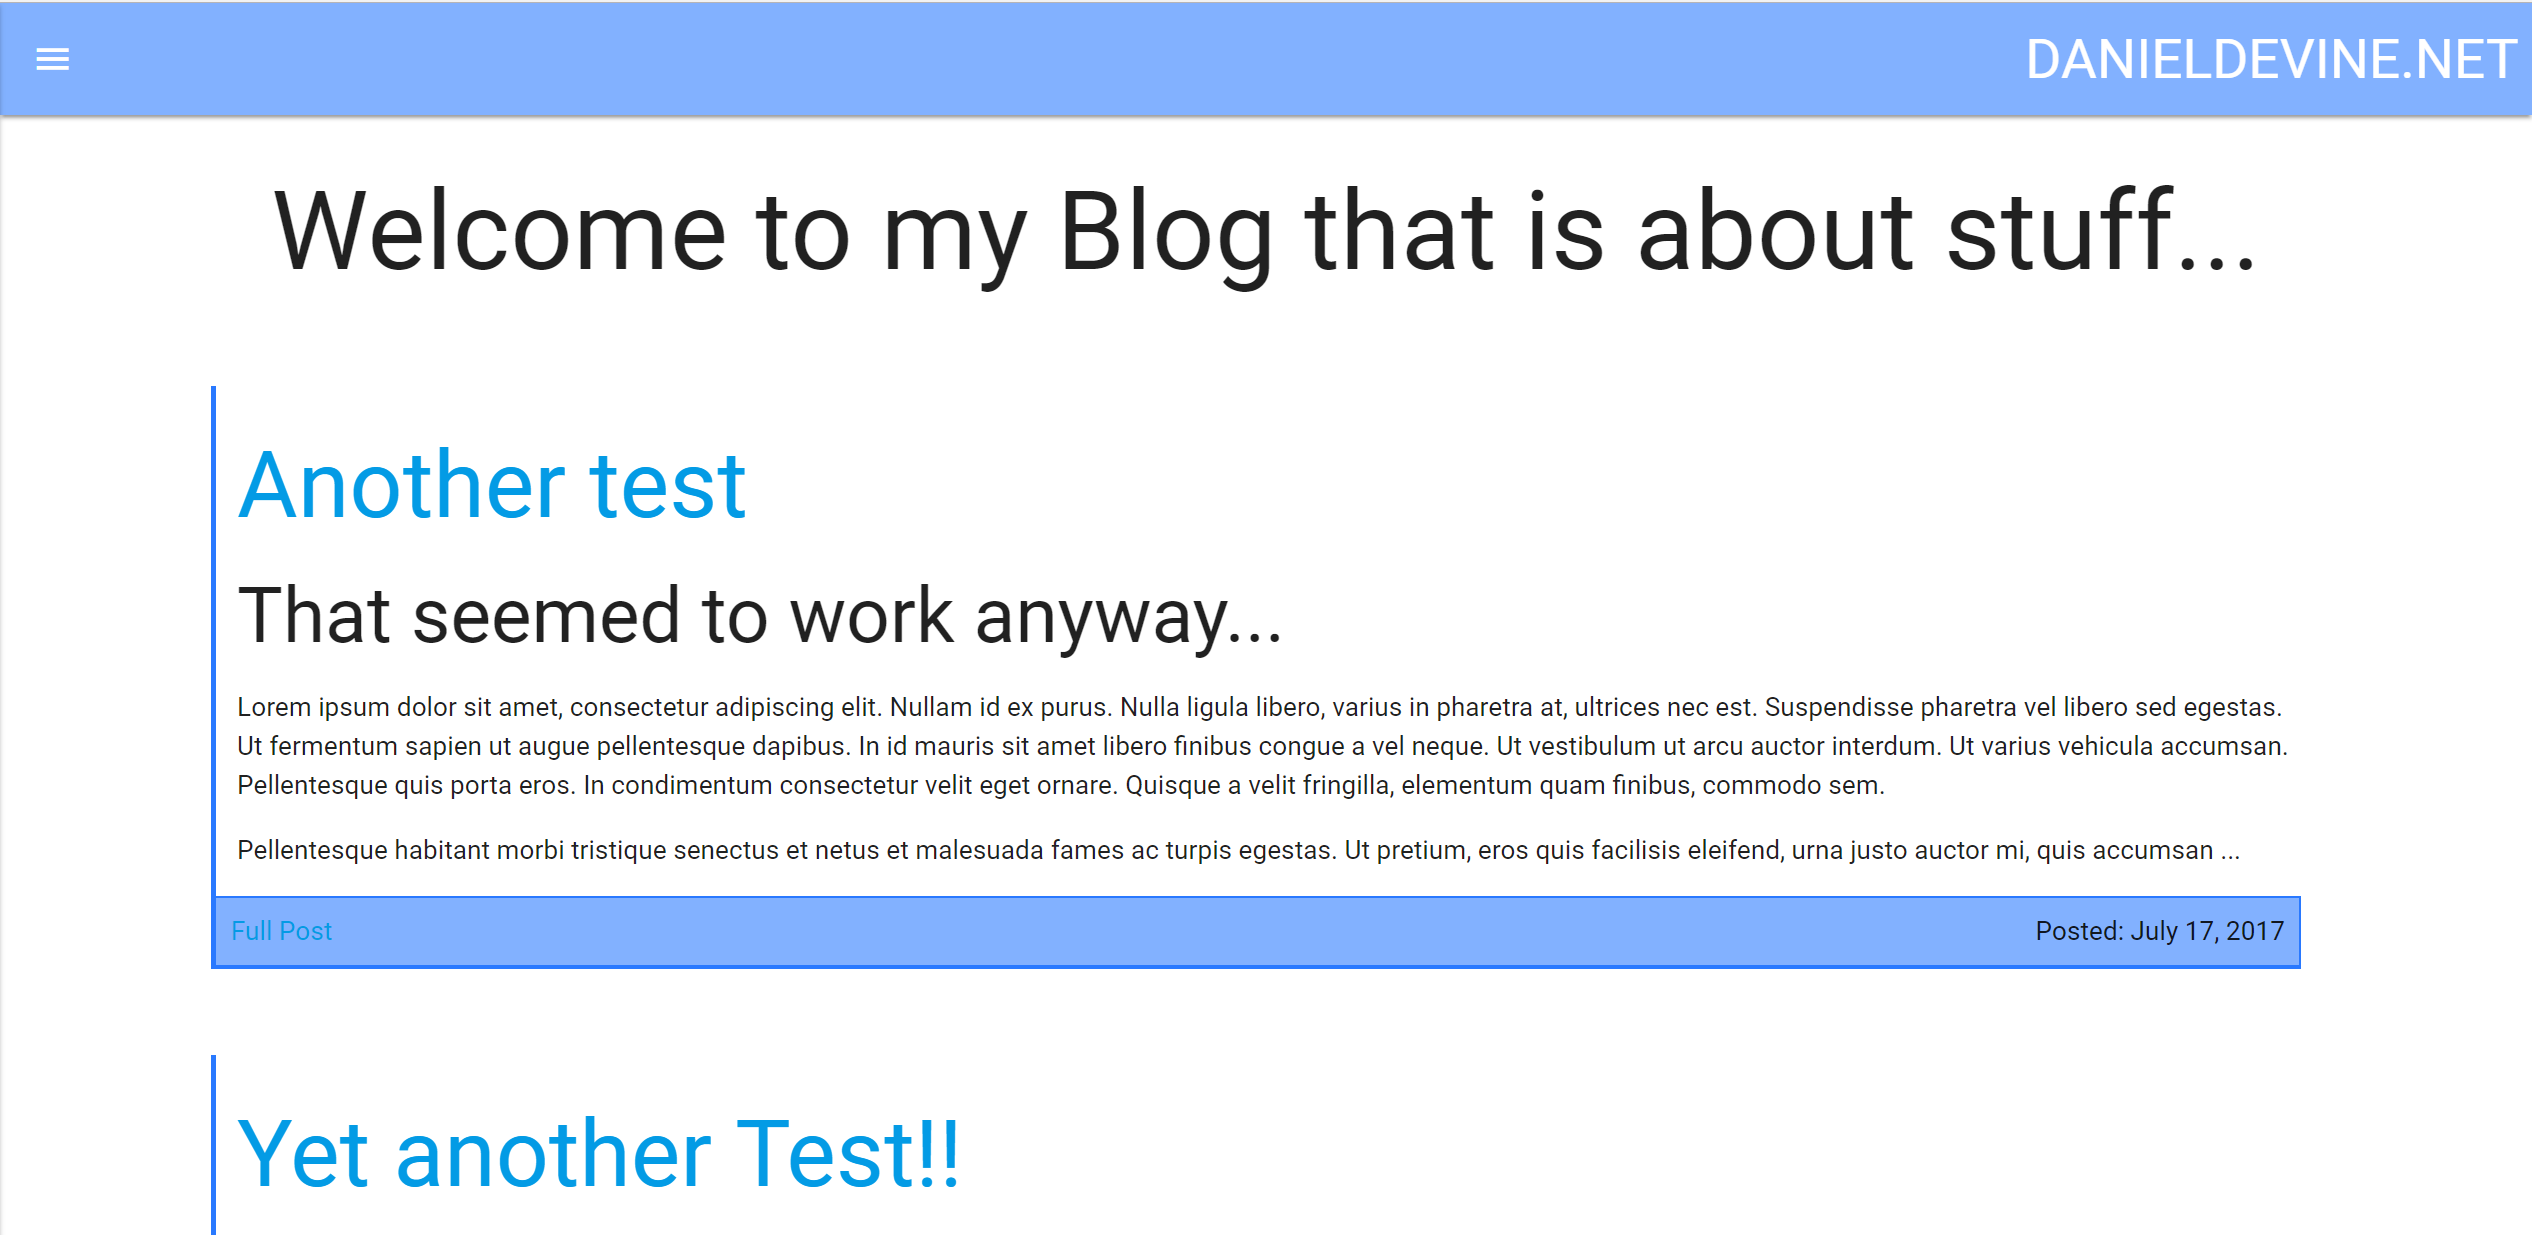 DANIELDEVINE.NET
Welcome to my Blog that is about stuff...
Another test
That seemed to work anyway...
Lorem ipsum dolor sit amet, consectetur adipiscing elit. Nullam id ex purus. Nulla ligula libero, varius in pharetra at, ultrices nec est. Suspendisse pharetra vel libero sed egestas.
Ut fermentum sapien ut augue pellentesque dapibus. In id mauris sit amet libero finibus congue a vel neque. Ut vestibulum ut arcu auctor interdum. Ut varius vehicula accumsan.
Pellentesque quis porta eros. In condimentum consectetur velit eget ornare. Quisque a velit fringilla, elementum quam finibus, commodo sem.
Pellentesque habitant morbi tristique senectus et netus et malesuada fames ac turpis egestas. Ut pretium, eros quis facilisis eleifend, urna justo auctor mi, quis accumsan ...
Full Post
Posted: July 17, 2017
Yet another Test!!